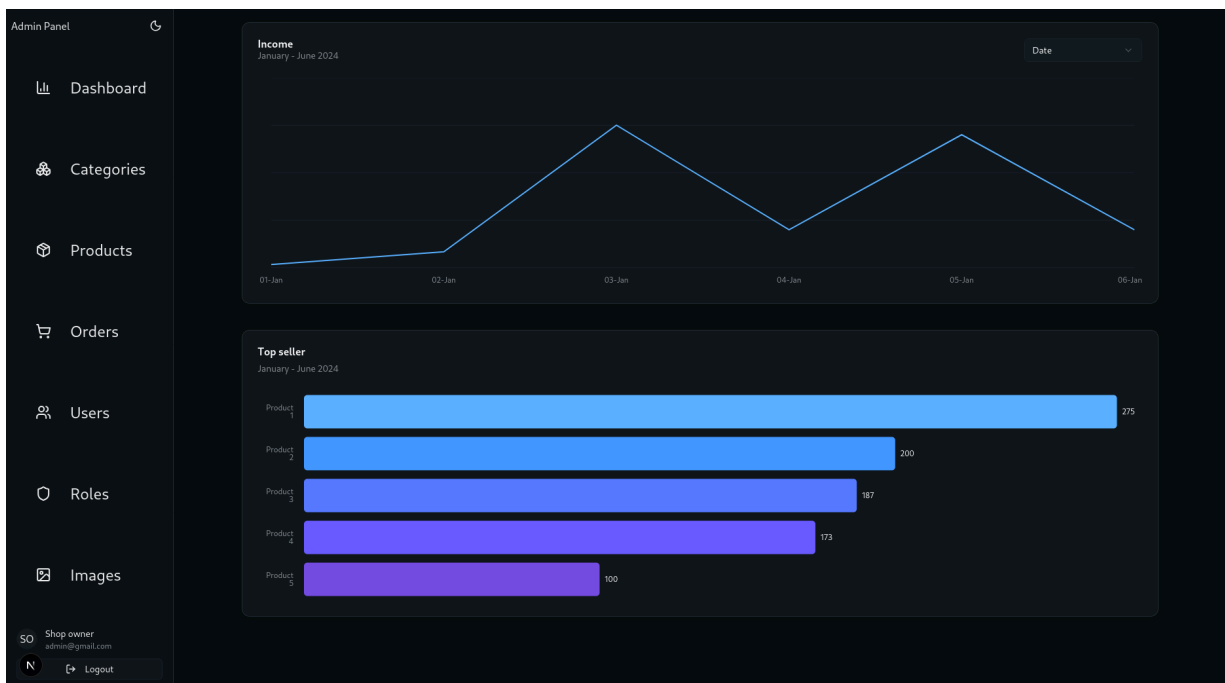 Admin Panel
Dashboard
Categories
Products
Orders
Users
Roles
Images
SO
Shop owner
admin@gmail.com
N
Logout
Income
January - June 2024
Date
01-Jan
02-Jan
03-Jan
04-Jan
05-Jan
06-Jan
Top seller
January - June 2024
Product
1
275
Product
2
200
Product
3
187
Product
4
173
Product
5
100